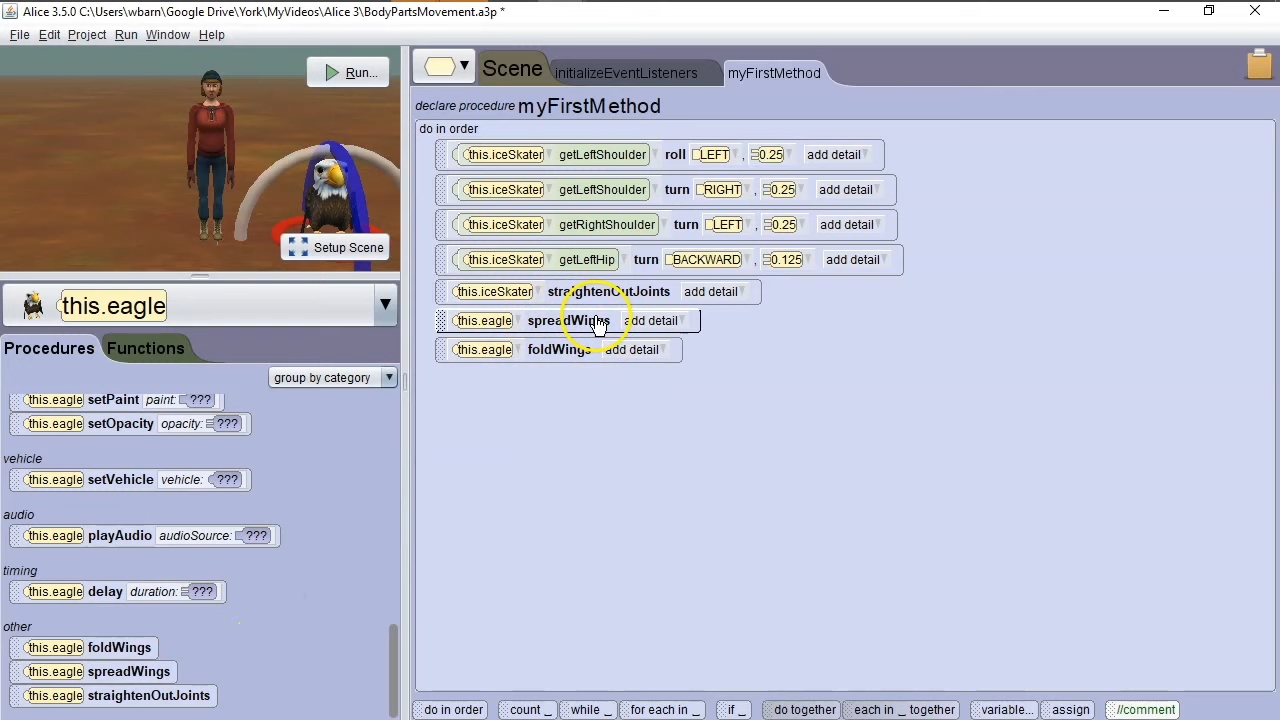 Alice 3.5.0 C:\Users\wbarn\Google Drive\York\MyVideos\Alice 3\BodyPartsMovement.a3p *
File Edit Project Run Window Help
Run...
Setup Scene
this.eagle
Procedures Functions
group by category
this.eagle setPaint paint: ???
this.eagle setOpacity opacity: ???
vehicle
this.eagle setVehicle vehicle: ???
audio
this.eagle playAudio audioSource: ???
timing
this.eagle delay duration: ???
other
this.eagle foldWings
this.eagle spreadWings
this.eagle straightenOutJoints
Scene initializeEventListeners myFirstMethod
declare procedure myFirstMethod
do in order
this.iceSkater getLeftShoulder roll LEFT , 0.25 add detail
this.iceSkater getLeftShoulder turn RIGHT , 0.25 add detail
this.iceSkater getRightShoulder turn LEFT , 0.25 add detail
this.iceSkater getLeftHip turn BACKWARD , 0.125 add detail
this.iceSkater straightenOutJoints add detail
this.eagle spreadWings add detail
this.eagle foldWings add detail
do in order count _ while _ for each in _ if _ do together each in _ together variable... assign //comment